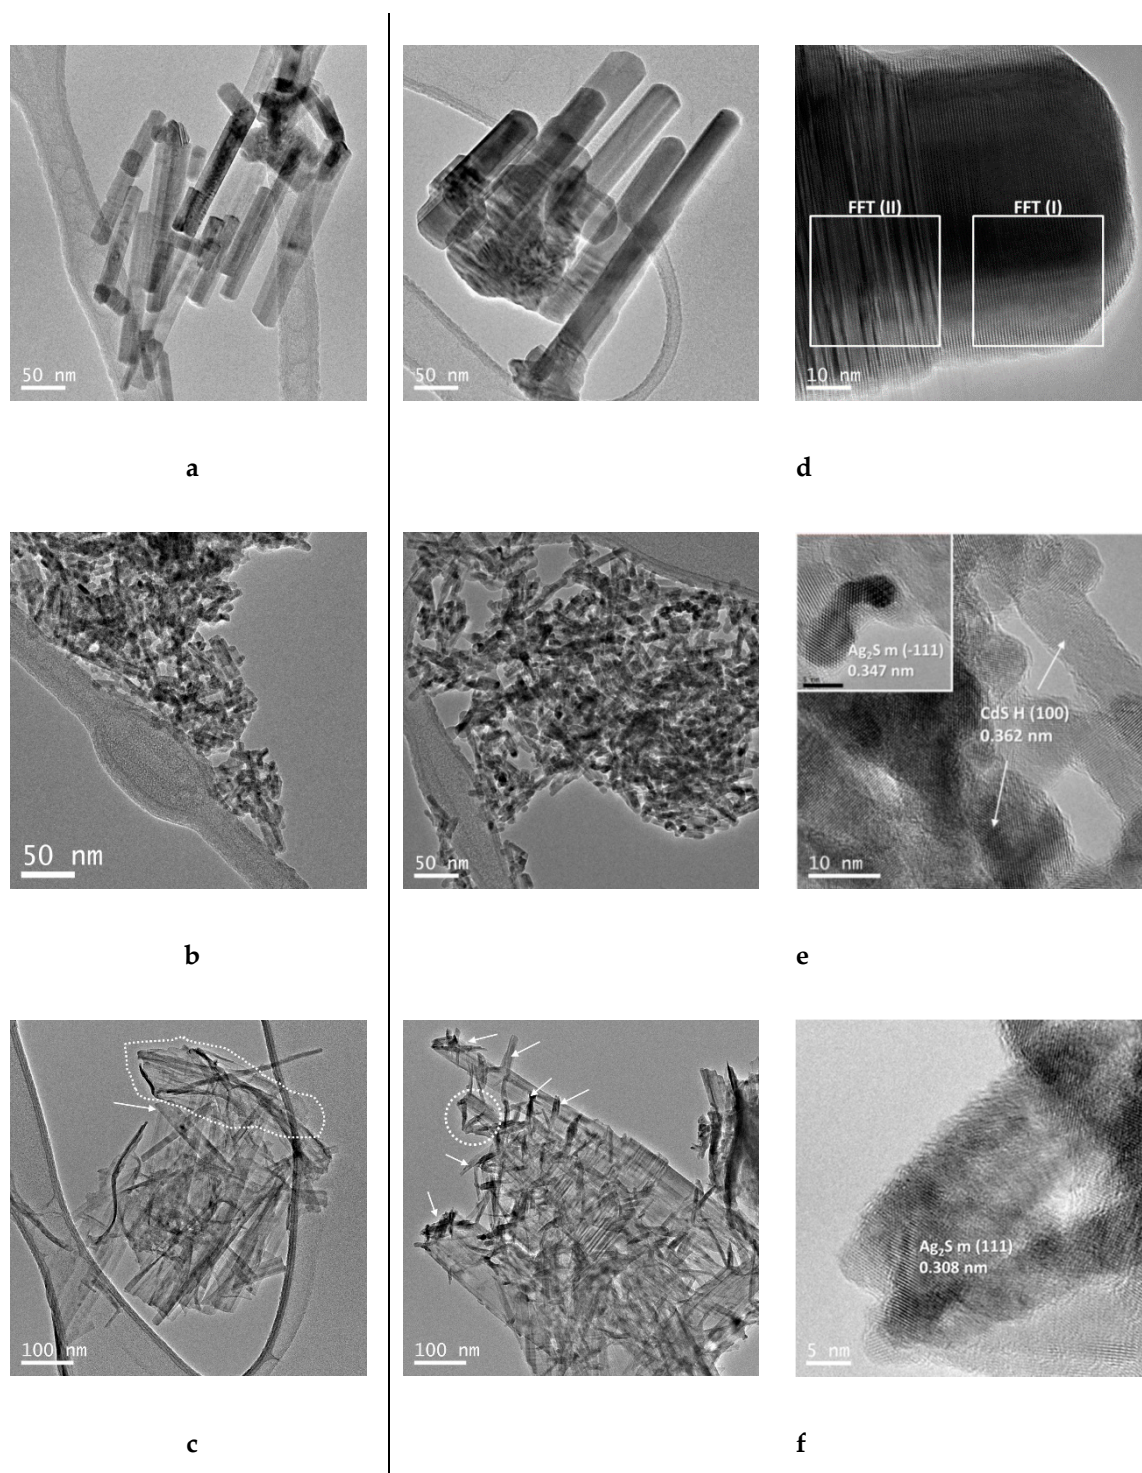 50 nm
50 nm
FFT (II)
FFT (I)
10 nm
a
d
50 nm
50 nm
Ag₂S m (-111)
0.347 nm
CdS H (100)
0.362 nm
10 nm
b
e
100 nm
100 nm
Ag₂S m (111)
0.308 nm
5 nm
c
f